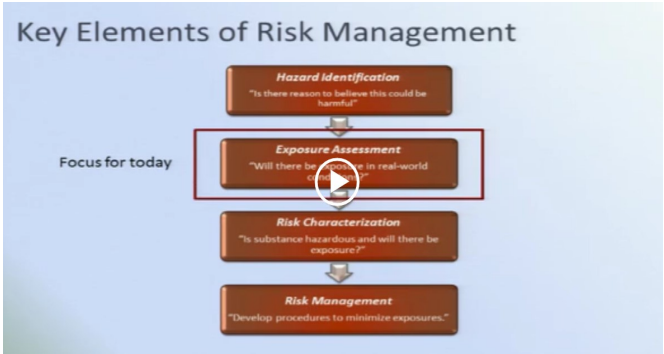 Key Elements of Risk Management
Hazard Identification
"Is there reason to believe this could be
harmful"
Focus for today
Exposure Assessment
"Will there be exposure in real-world
conditions?"
Risk Characterization
"Is substance hazardous and will there be
exposure?"
Risk Management
"Develop procedures to minimize exposures."